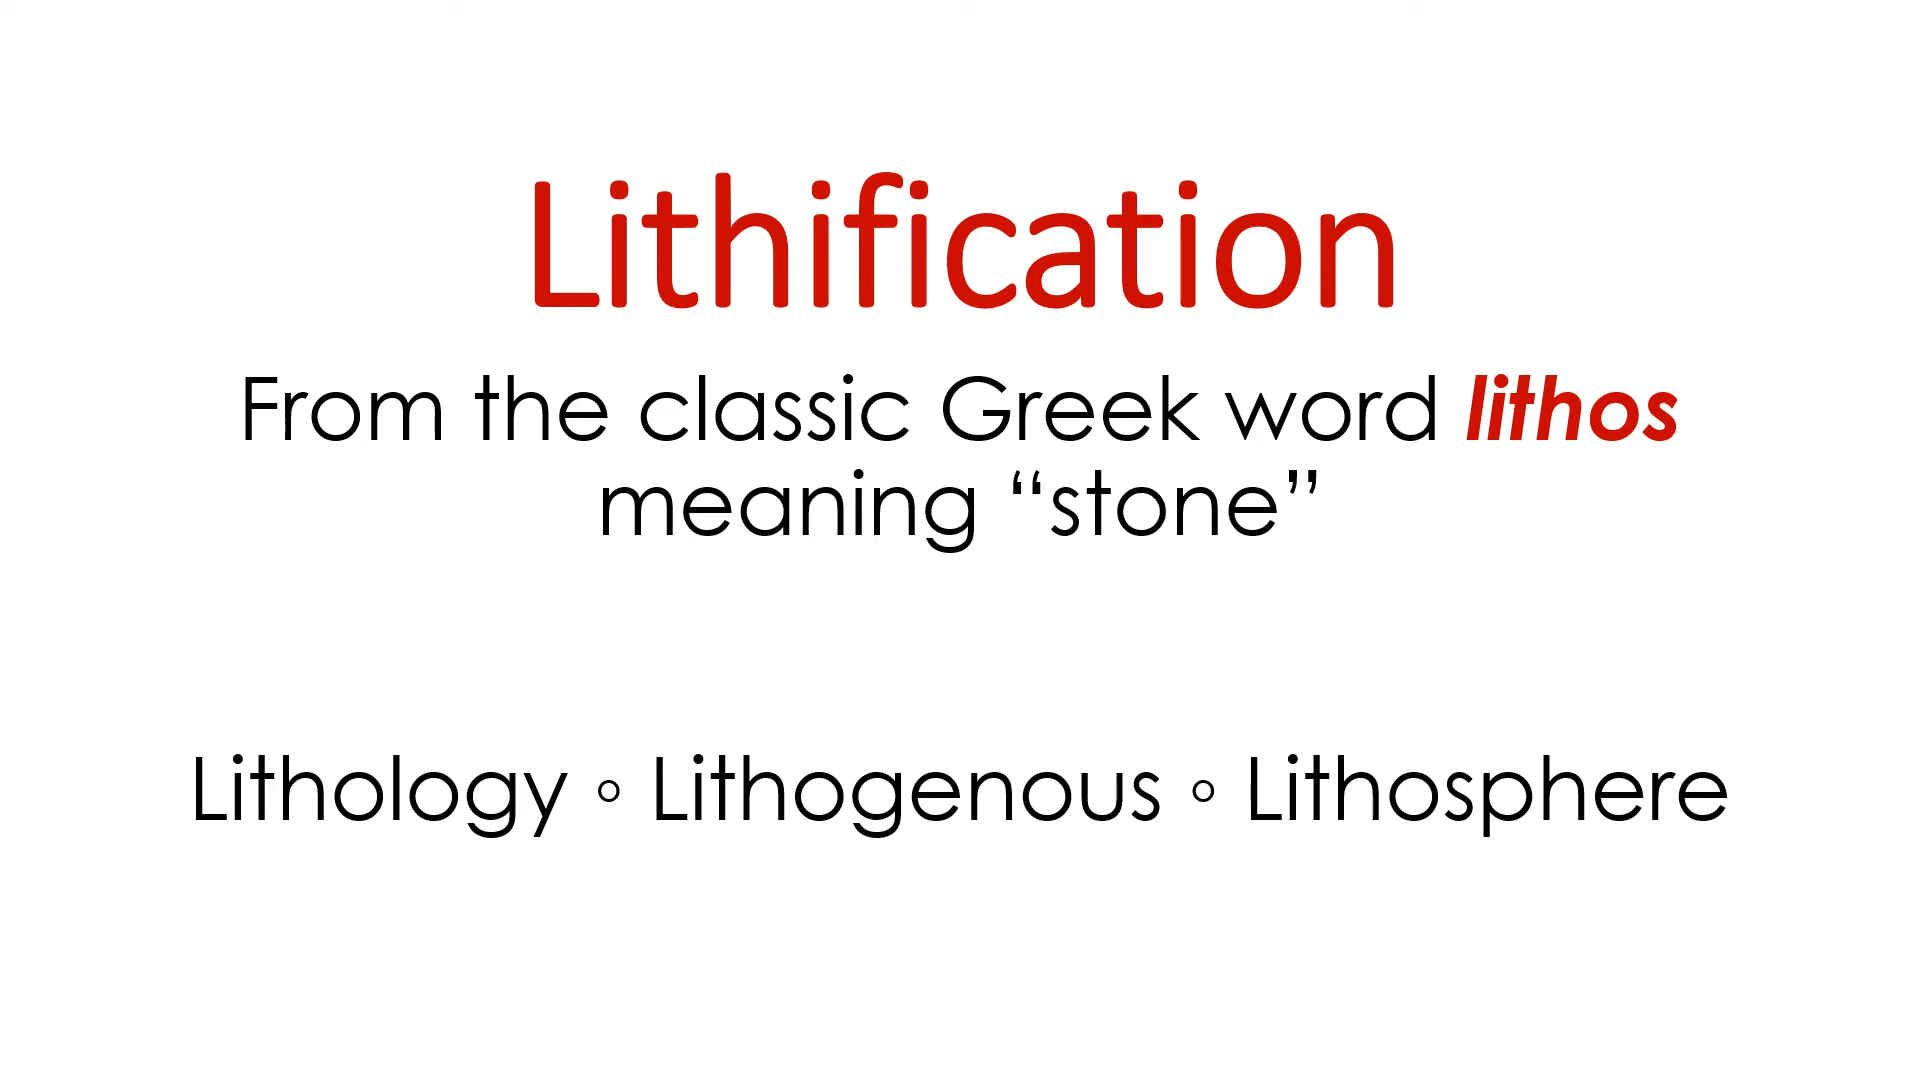 Lithification
From the classic Greek word lithos
meaning “stone”
Lithology ◦ Lithogenous ◦ Lithosphere